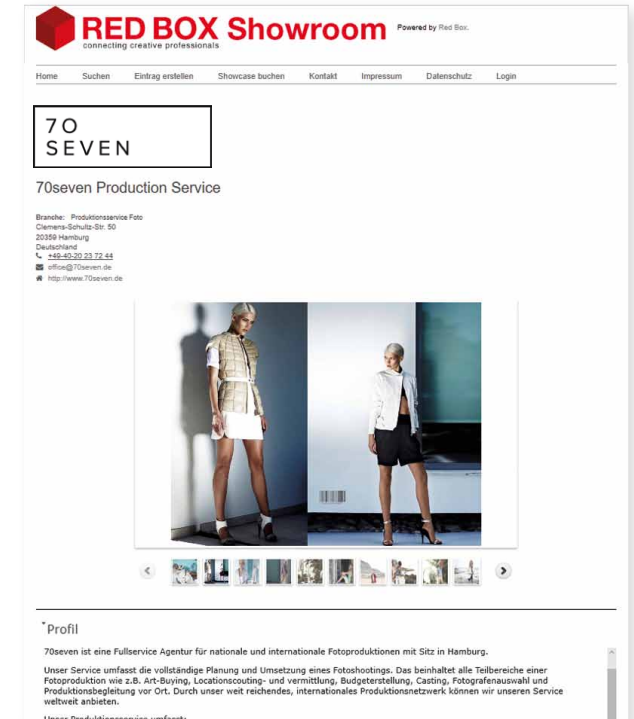 RED BOX Showroom
connecting creative professionals
Powered by Red Box.
Home Suchen Eintrag erstellen Showcase buchen Kontakt Impressum Datenschutz Login
70
SEVEN
70seven Production Service
Branche: Produktionsservice Foto
Clemens-Schultz-Str. 50
20359 Hamburg
Deutschland
+49-40-20 23 72 44
office@70seven.de
http://www.70seven.de
Profil
70seven ist eine Fullservice Agentur für nationale und internationale Fotoproduktionen mit Sitz in Hamburg.
Unser Service umfasst die vollständige Planung und Umsetzung eines Fotoshootings. Das beinhaltet alle Teilbereiche einer
Fotoproduktion wie z.B. Art-Buying, Locationscouting- und vermittlung, Budgeterstellung, Casting, Fotografenauswahl und
Produktionsbegleitung vor Ort. Durch unser weit reichendes, internationales Produktionsnetzwerk können wir unseren Service
weltweit anbieten.
Unser Produktionsservice umfasst: